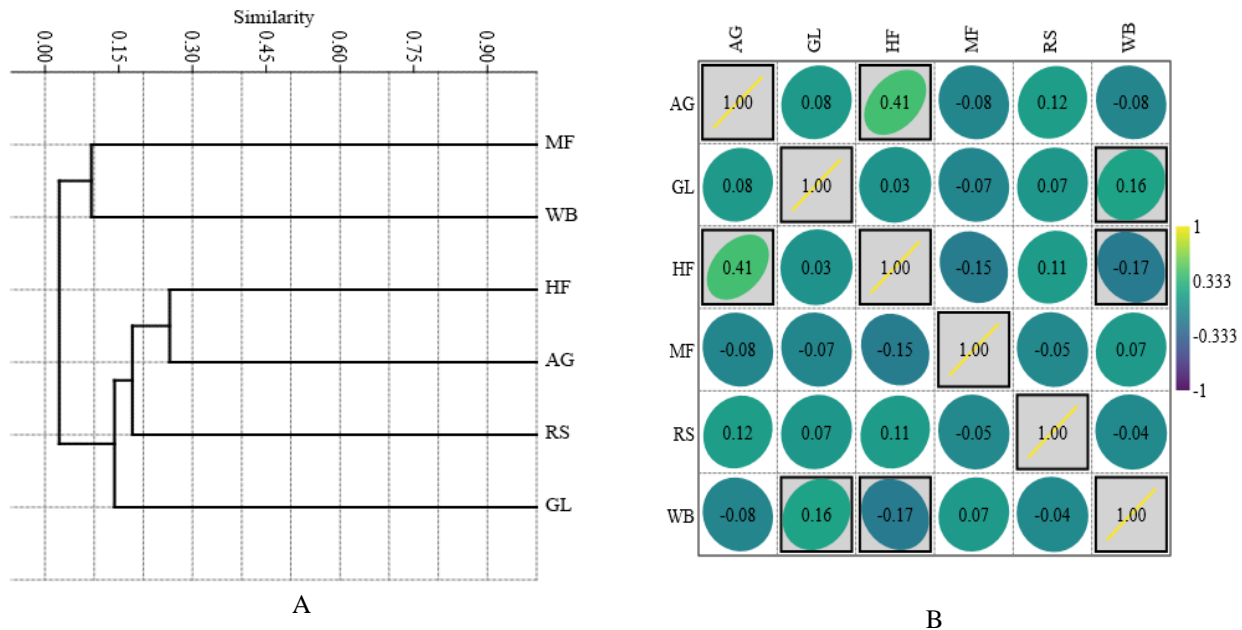 Similarity
0.00 0.15 0.30 0.45 0.60 0.75 0.90
MF
WB
HF
AG
RS
GL
A
AG GL HF MF RS WB
AG 1.00 0.08 0.41 -0.08 0.12 -0.08
GL 0.08 1.00 0.03 -0.07 0.07 0.16
HF 0.41 0.03 1.00 -0.15 0.11 -0.17
MF -0.08 -0.07 -0.15 1.00 -0.05 0.07
RS 0.12 0.07 0.11 -0.05 1.00 -0.04
WB -0.08 0.16 -0.17 0.07 -0.04 1.00
1
0.333
-0.333
-1
B